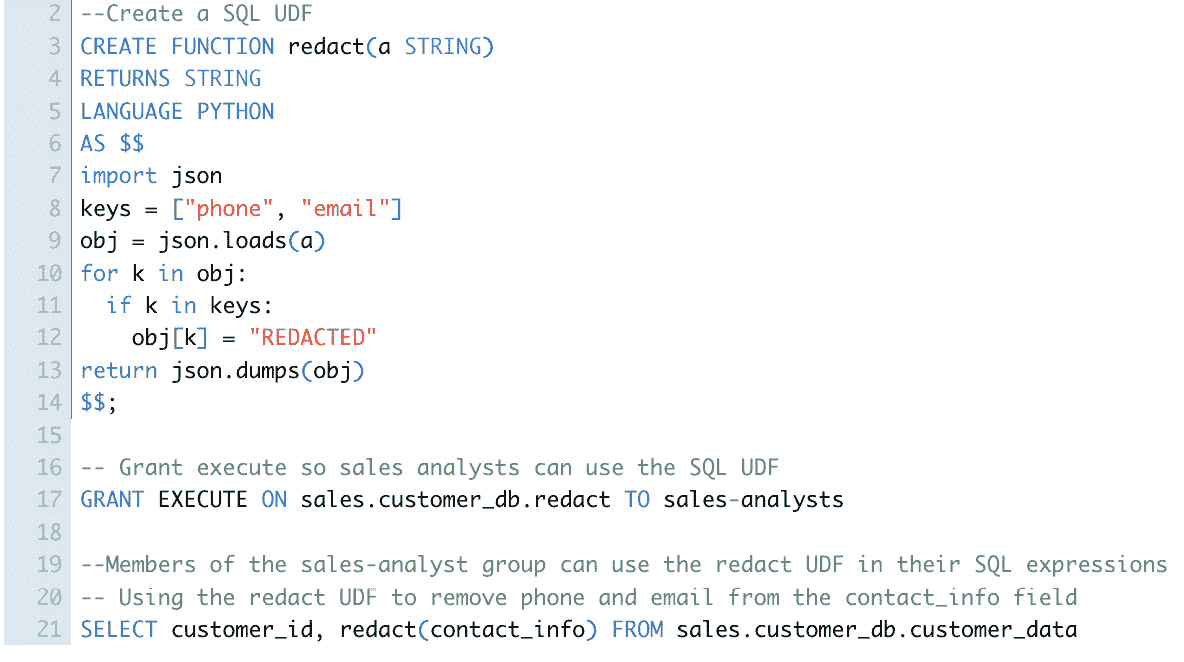 2 --Create a SQL UDF
3 CREATE FUNCTION redact(a STRING)
4 RETURNS STRING
5 LANGUAGE PYTHON
6 AS $$
7 import json
8 keys = ["phone", "email"]
9 obj = json.loads(a)
10 for k in obj:
11   if k in keys:
12     obj[k] = "REDACTED"
13 return json.dumps(obj)
14 $$;
15
16 -- Grant execute so sales analysts can use the SQL UDF
17 GRANT EXECUTE ON sales.customer_db.redact TO sales-analysts
18
19 --Members of the sales-analyst group can use the redact UDF in their SQL expressions
20 -- Using the redact UDF to remove phone and email from the contact_info field
21 SELECT customer_id, redact(contact_info) FROM sales.customer_db.customer_data